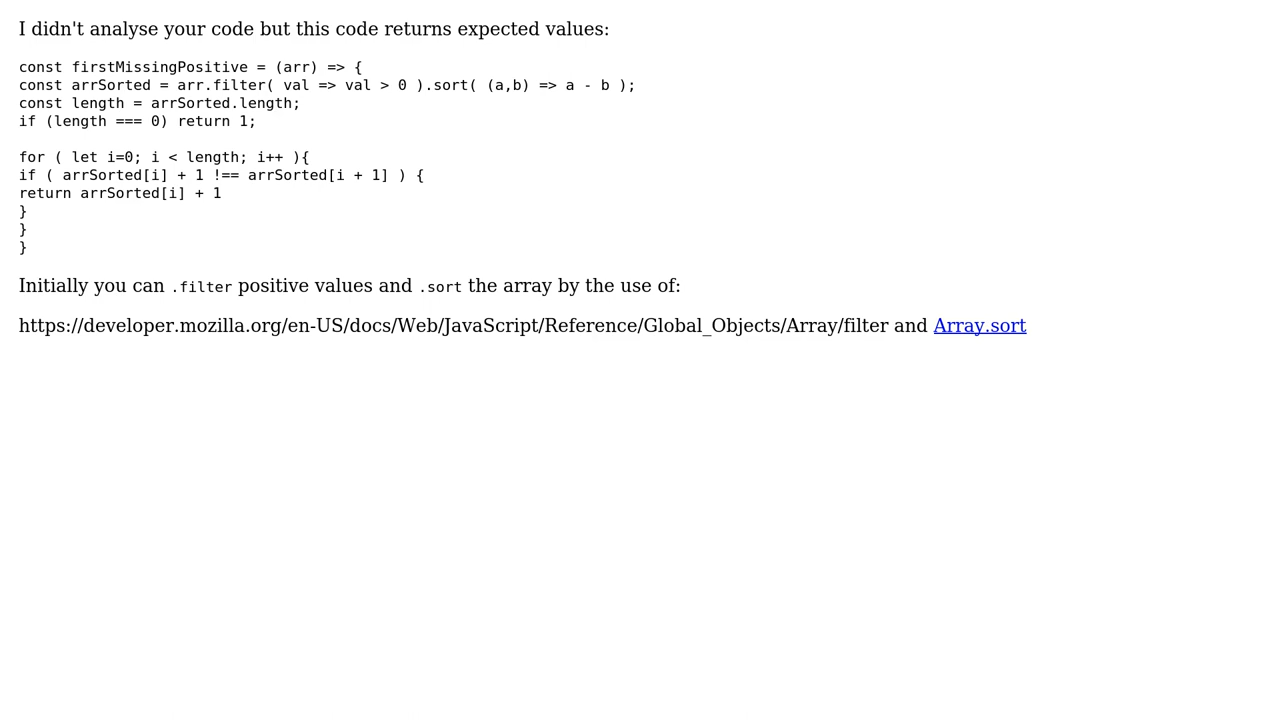 I didn't analyse your code but this code returns expected values:
const firstMissingPositive = (arr) => {
const arrSorted = arr.filter( val => val > 0 ).sort( (a,b) => a - b );
const length = arrSorted.length;
if (length === 0) return 1;
for ( let i=0; i < length; i++ ){
if ( arrSorted[i] + 1 !== arrSorted[i + 1] ) {
return arrSorted[i] + 1
}
}
}
Initially you can .filter positive values and .sort the array by the use of:
https://developer.mozilla.org/en-US/docs/Web/JavaScript/Reference/Global_Objects/Array/filter and Array.sort